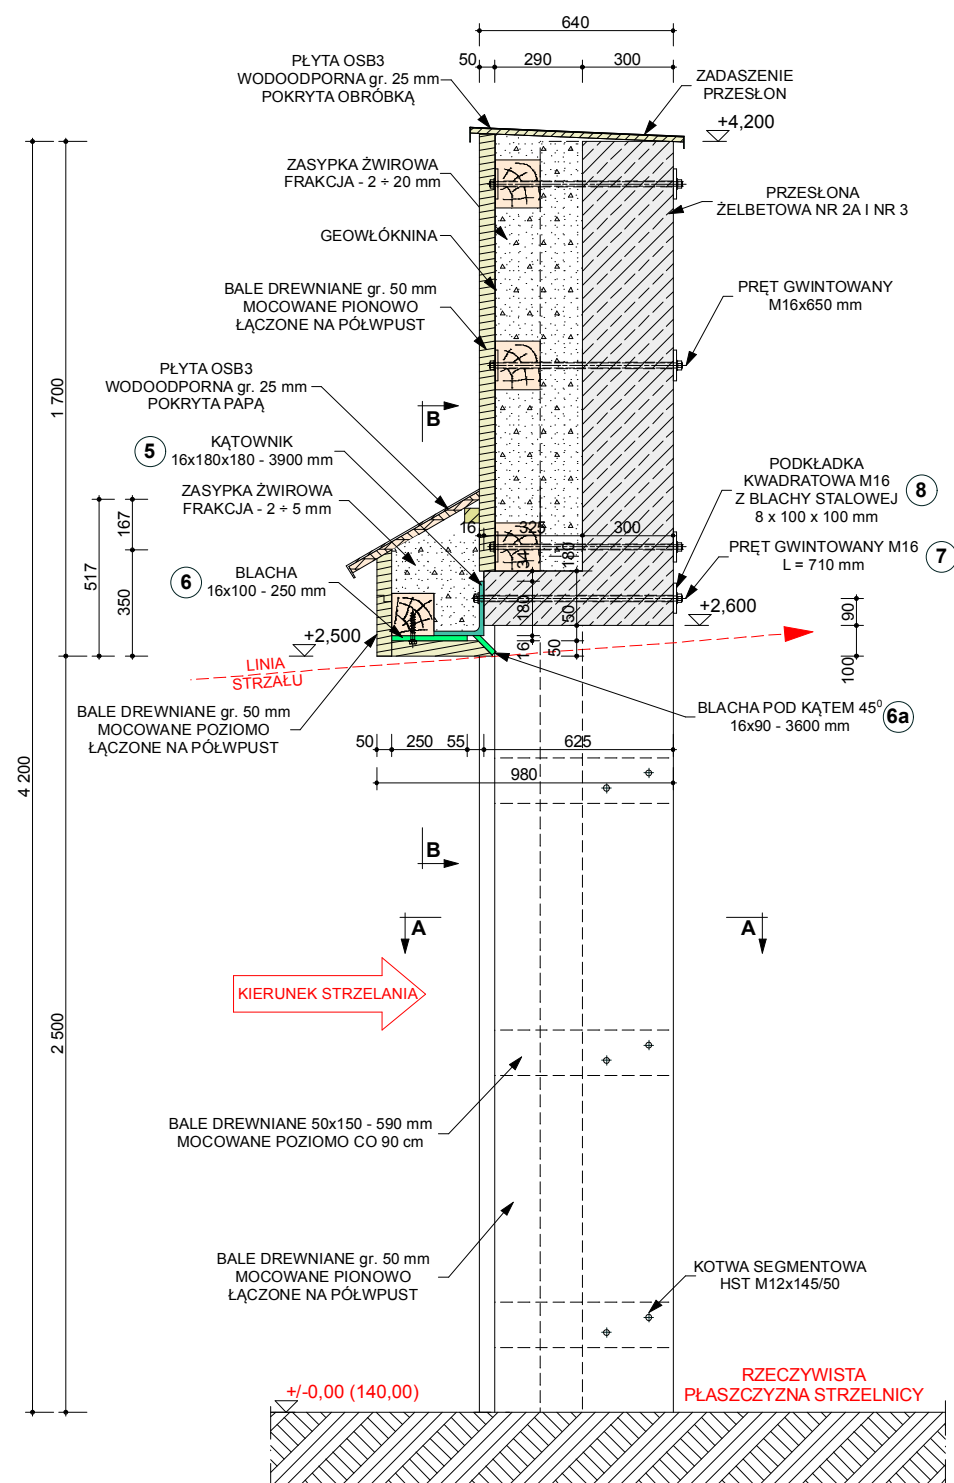 640
50
290
300
PŁYTA OSB3
WODOODPORNA gr. 25 mm
POKRYTA OBRÓBKĄ
ZADASZENIE
PRZESŁON
+4,200
ZASYPKA ŻWIROWA
FRAKCJA - 2 ÷ 20 mm
PRZESŁONA
ŻELBETOWA NR 2A I NR 3
GEOWŁÓKNINA
BALE DREWNIANE gr. 50 mm
MOCOWANE PIONOWO
ŁĄCZONE NA PÓŁWPUST
PRĘT GWINTOWANY
M16x650 mm
PŁYTA OSB3
WODOODPORNA gr. 25 mm
POKRYTA PAPĄ
1 700
B
5
KĄTOWNIK
16x180x180 - 3900 mm
PODKŁADKA
KWADRATOWA M16
Z BLACHY STALOWEJ
8 x 100 x 100 mm
8
ZASYPKA ŻWIROWA
FRAKCJA - 2 ÷ 5 mm
167
517
350
16
325
300
34
180
180
50
16
50
PRĘT GWINTOWANY M16
L = 710 mm
7
6
BLACHA
16x100 - 250 mm
+2,600
90
100
+2,500
LINIA
STRZAŁU
BLACHA POD KĄTEM 45⁰
16x90 - 3600 mm
6a
BALE DREWNIANE gr. 50 mm
MOCOWANE POZIOMO
ŁĄCZONE NA PÓŁWPUST
50
250
55
625
980
4 200
B
A
A
KIERUNEK STRZELANIA
2 500
BALE DREWNIANE 50x150 - 590 mm
MOCOWANE POZIOMO CO 90 cm
BALE DREWNIANE gr. 50 mm
MOCOWANE PIONOWO
ŁĄCZONE NA PÓŁWPUST
KOTWA SEGMENTOWA
HST M12x145/50
+/-0,00 (140,00)
RZECZYWISTA
PŁASZCZYZNA STRZELNICY